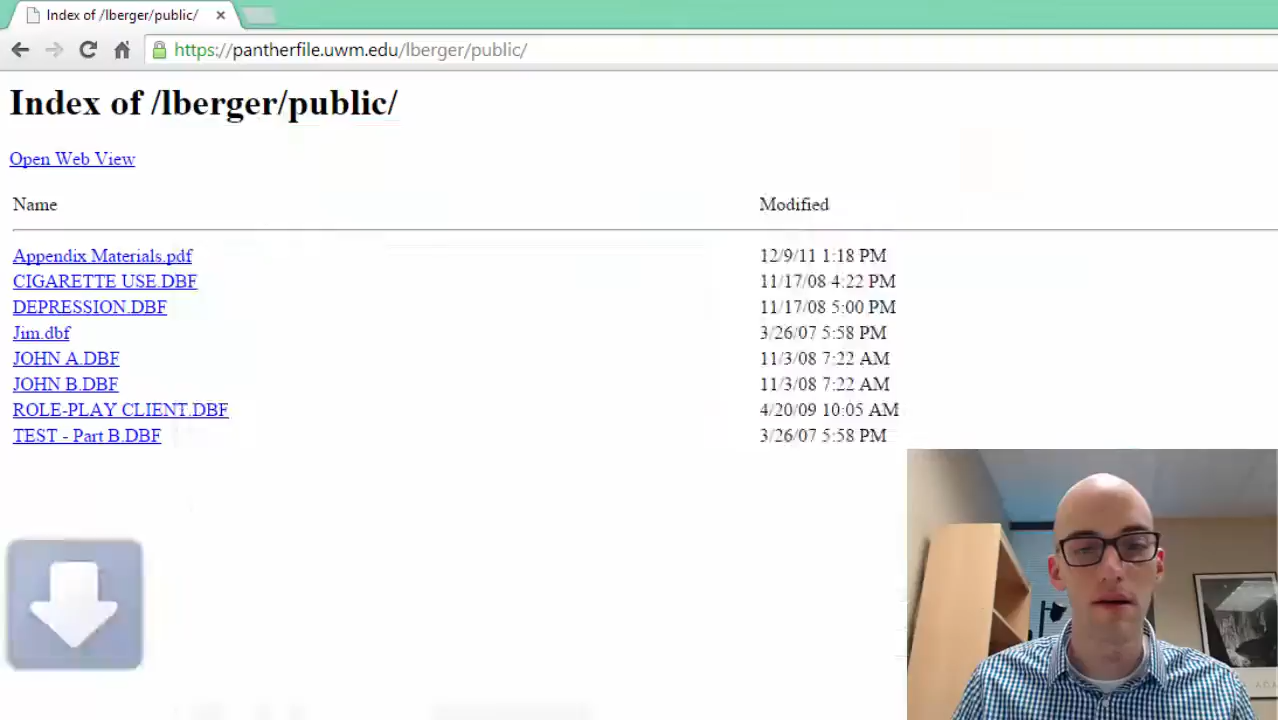 Index of /lberger/public/
https://pantherfile.uwm.edu/lberger/public/
Index of /lberger/public/
Open Web View
Name Modified
Appendix Materials.pdf 12/9/11 1:18 PM
CIGARETTE USE.DBF 11/17/08 4:22 PM
DEPRESSION.DBF 11/17/08 5:00 PM
Jim.dbf 3/26/07 5:58 PM
JOHN A.DBF 11/3/08 7:22 AM
JOHN B.DBF 11/3/08 7:22 AM
ROLE-PLAY CLIENT.DBF 4/20/09 10:05 AM
TEST - Part B.DBF 3/26/07 5:58 PM